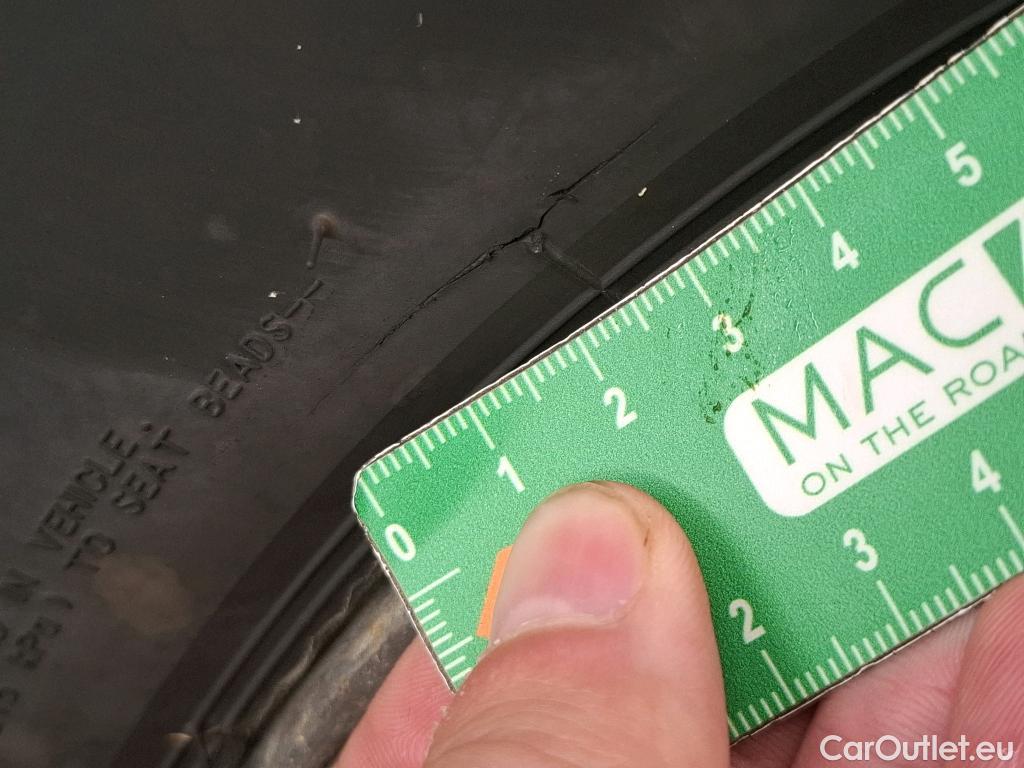 N VEHICLE.
TO SEAT BEADS--
0 1 2 3 4 5
MAC
ON THE ROA
2 3 4
CarOutlet.eu